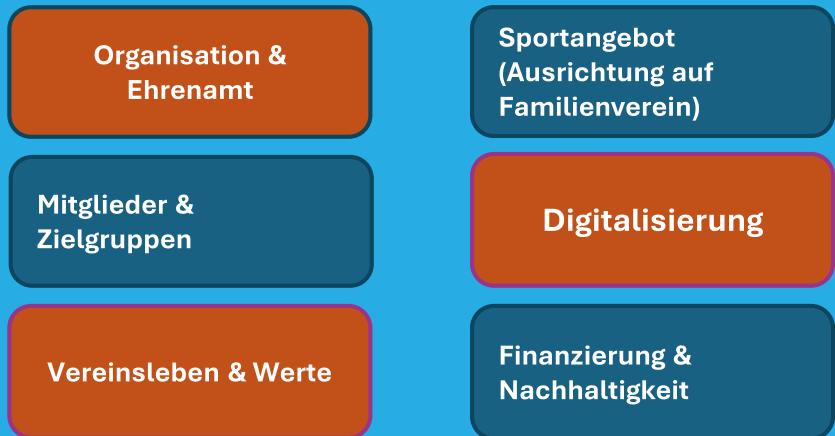 Organisation &
Ehrenamt
Sportangebot
(Ausrichtung auf
Familienverein)
Mitglieder &
Zielgruppen
Digitalisierung
Vereinsleben & Werte
Finanzierung &
Nachhaltigkeit